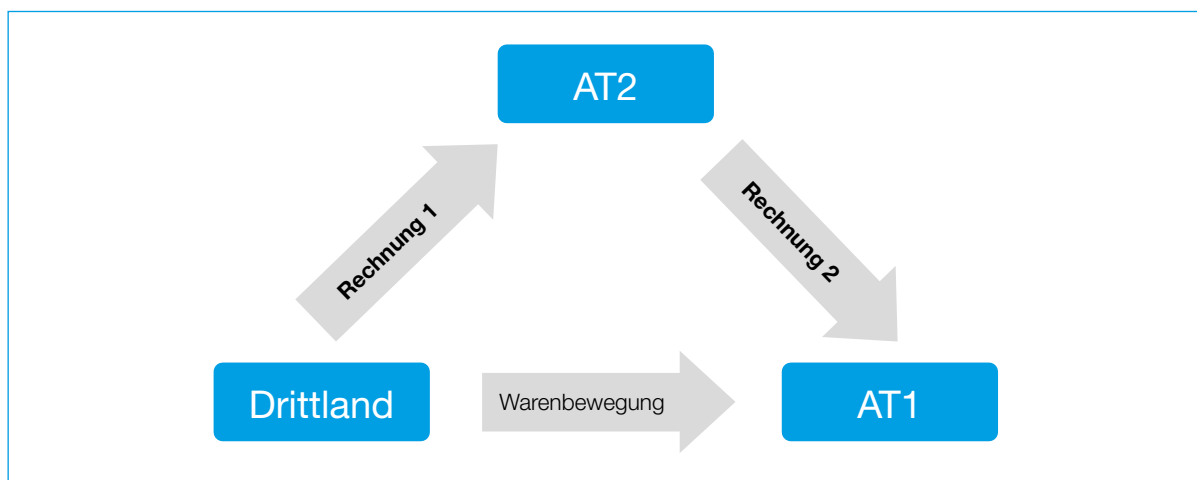 AT2
Rechnung 1
Rechnung 2
Drittland
Warenbewegung
AT1